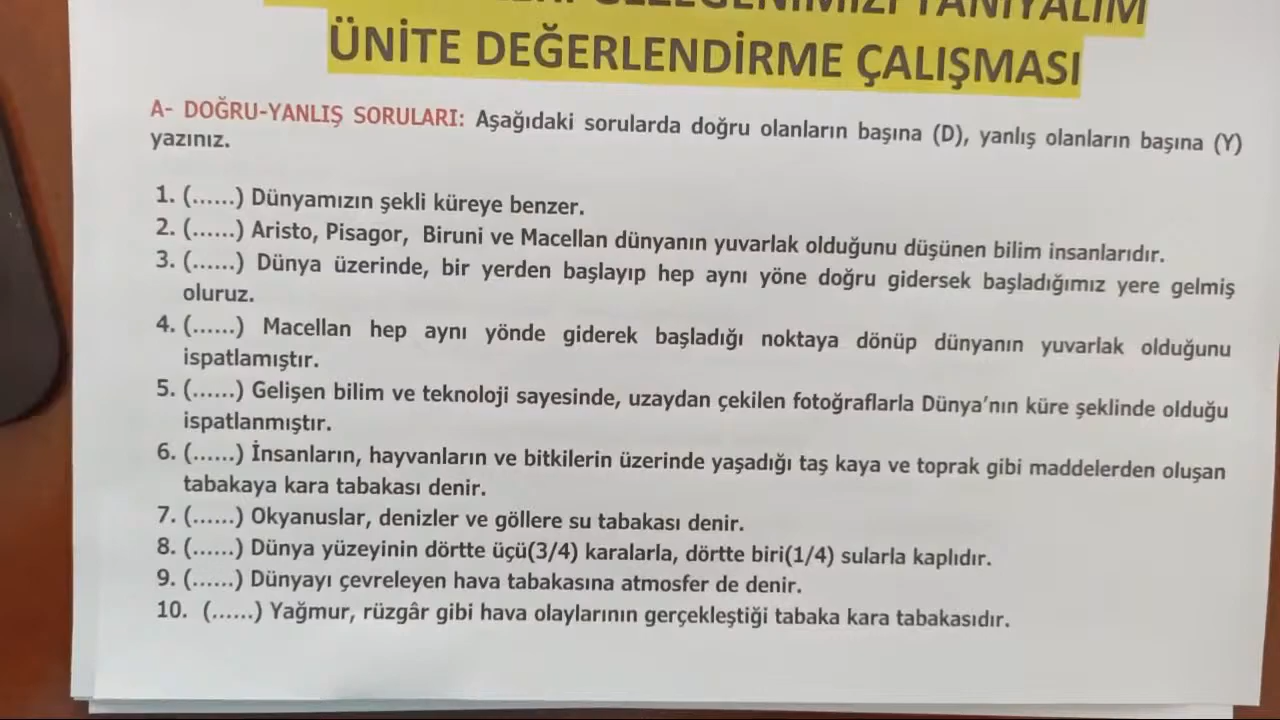 GEZEGENİMİZİ TANIYALIM
ÜNİTE DEĞERLENDİRME ÇALIŞMASI
A- DOĞRU-YANLIŞ SORULARI: Aşağıdaki sorularda doğru olanların başına (D), yanlış olanların başına (Y)
yazınız.
1. (......) Dünyamızın şekli küreye benzer.
2. (......) Aristo, Pisagor, Biruni ve Macellan dünyanın yuvarlak olduğunu düşünen bilim insanlarıdır.
3. (......) Dünya üzerinde, bir yerden başlayıp hep aynı yöne doğru gidersek başladığımız yere gelmiş
oluruz.
4. (......) Macellan hep aynı yönde giderek başladığı noktaya dönüp dünyanın yuvarlak olduğunu
ispatlamıştır.
5. (......) Gelişen bilim ve teknoloji sayesinde, uzaydan çekilen fotoğraflarla Dünya’nın küre şeklinde olduğu
ispatlanmıştır.
6. (......) İnsanların, hayvanların ve bitkilerin üzerinde yaşadığı taş kaya ve toprak gibi maddelerden oluşan
tabakaya kara tabakası denir.
7. (......) Okyanuslar, denizler ve göllere su tabakası denir.
8. (......) Dünya yüzeyinin dörtte üçü(3/4) karalarla, dörtte biri(1/4) sularla kaplıdır.
9. (......) Dünyayı çevreleyen hava tabakasına atmosfer de denir.
10. (......) Yağmur, rüzgâr gibi hava olaylarının gerçekleştiği tabaka kara tabakasıdır.